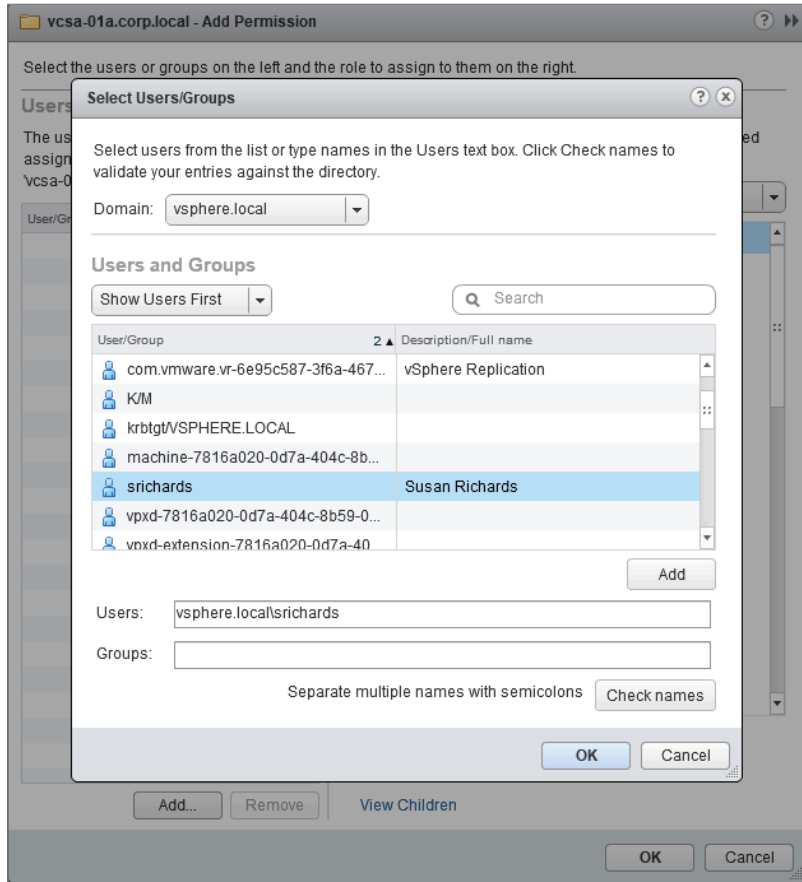 vcsa-01a.corp.local - Add Permission
Select the users or groups on the left and the role to assign to them on the right.
Users
The us
ed
assign
'vcsa-0
User/Gr
Select Users/Groups
Select users from the list or type names in the Users text box. Click Check names to
validate your entries against the directory.
Domain: vsphere.local
Users and Groups
Show Users First
Search
User/Group 2 Description/Full name
com.vmware.vr-6e95c587-3f6a-467... vSphere Replication
K/M
krbtgt/VSPHERE.LOCAL
machine-7816a020-0d7a-404c-8b...
srichards Susan Richards
vpxd-7816a020-0d7a-404c-8b59-0...
vpxd-extension-7816a020-0d7a-40
Add
Users: vsphere.local\srichards
Groups:
Separate multiple names with semicolons Check names
OK Cancel
Add... Remove View Children
OK Cancel